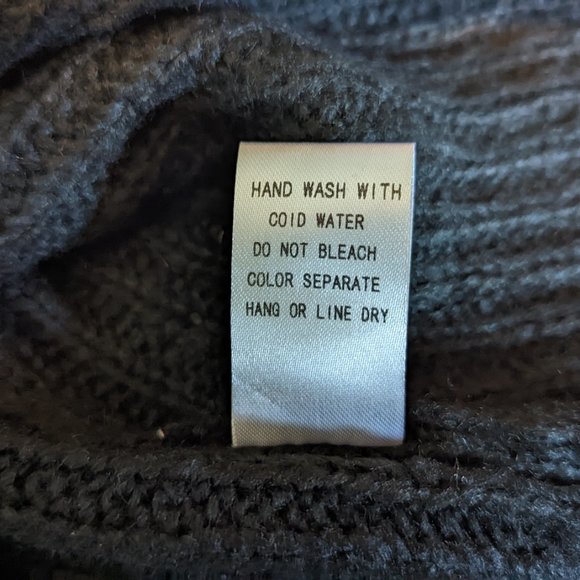 HAND WASH WITH
COID WATER
DO NOT BLEACH
COLOR SEPARATE
HANG OR LINE DRY